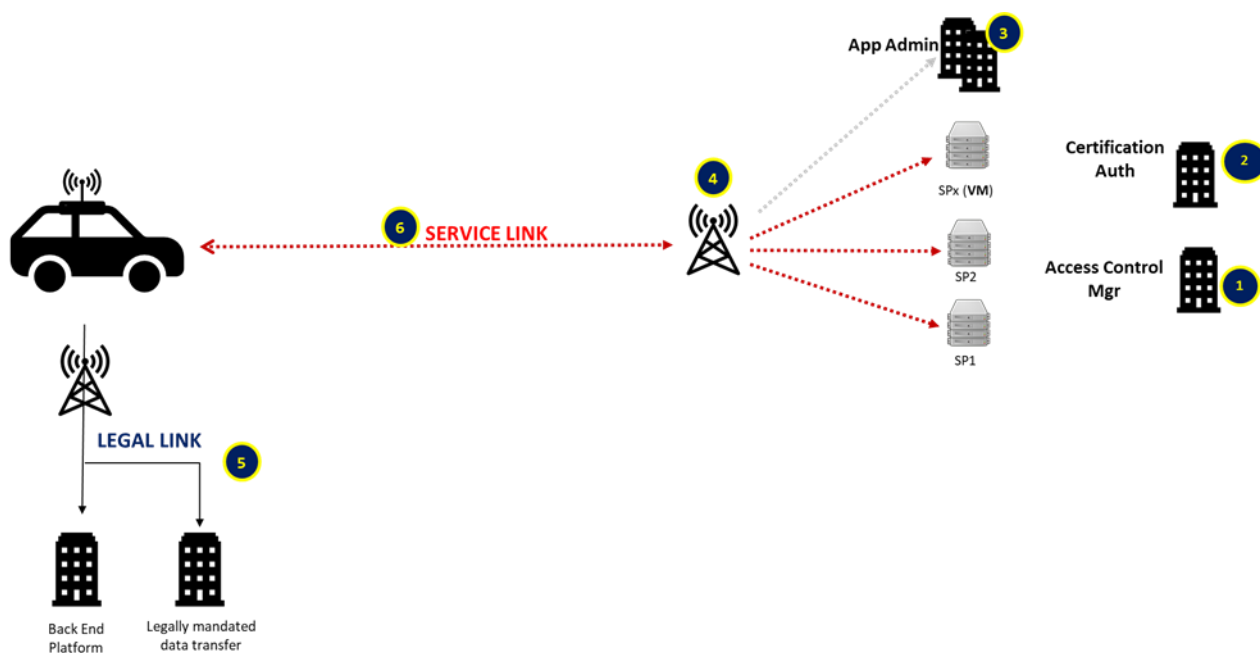 App Admin
3
Certification
Auth
2
4
SPx (VM)
6
SERVICE LINK
SP2
Access Control
Mgr
1
SP1
LEGAL LINK
5
Back End
Platform
Legally mandated
data transfer